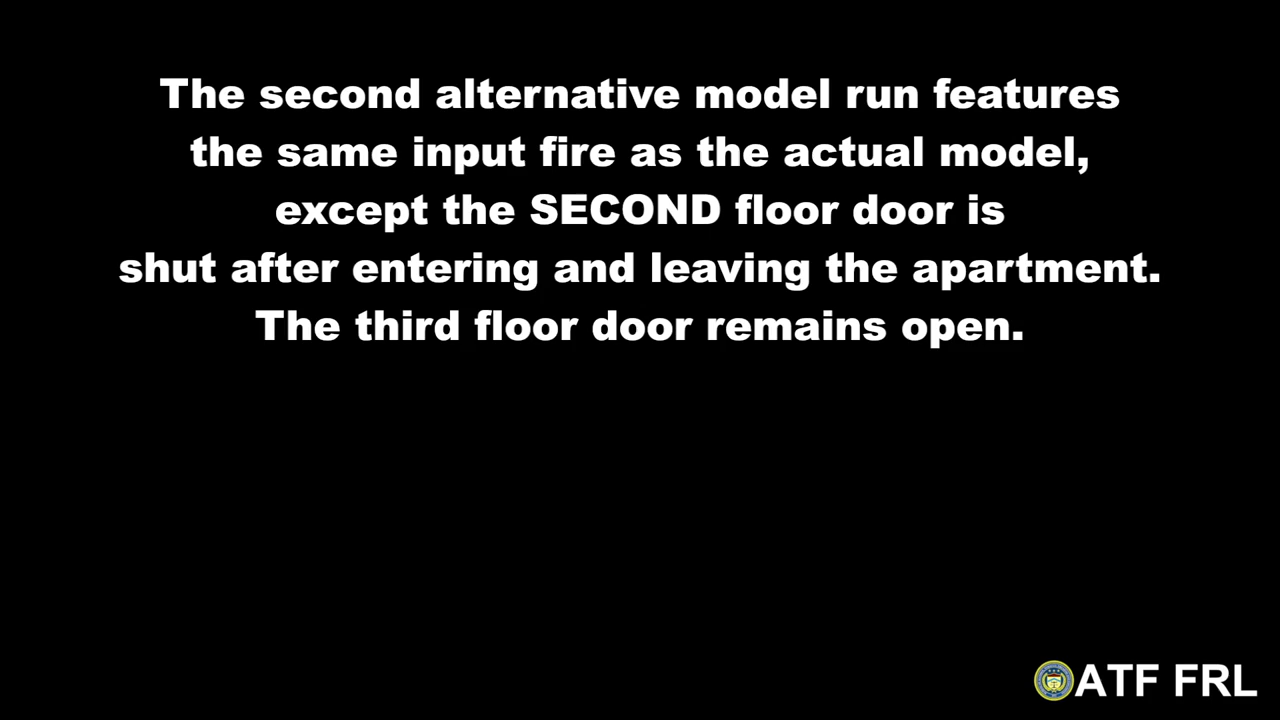 The second alternative model run features
the same input fire as the actual model,
except the SECOND floor door is
shut after entering and leaving the apartment.
The third floor door remains open.
ATF FRL